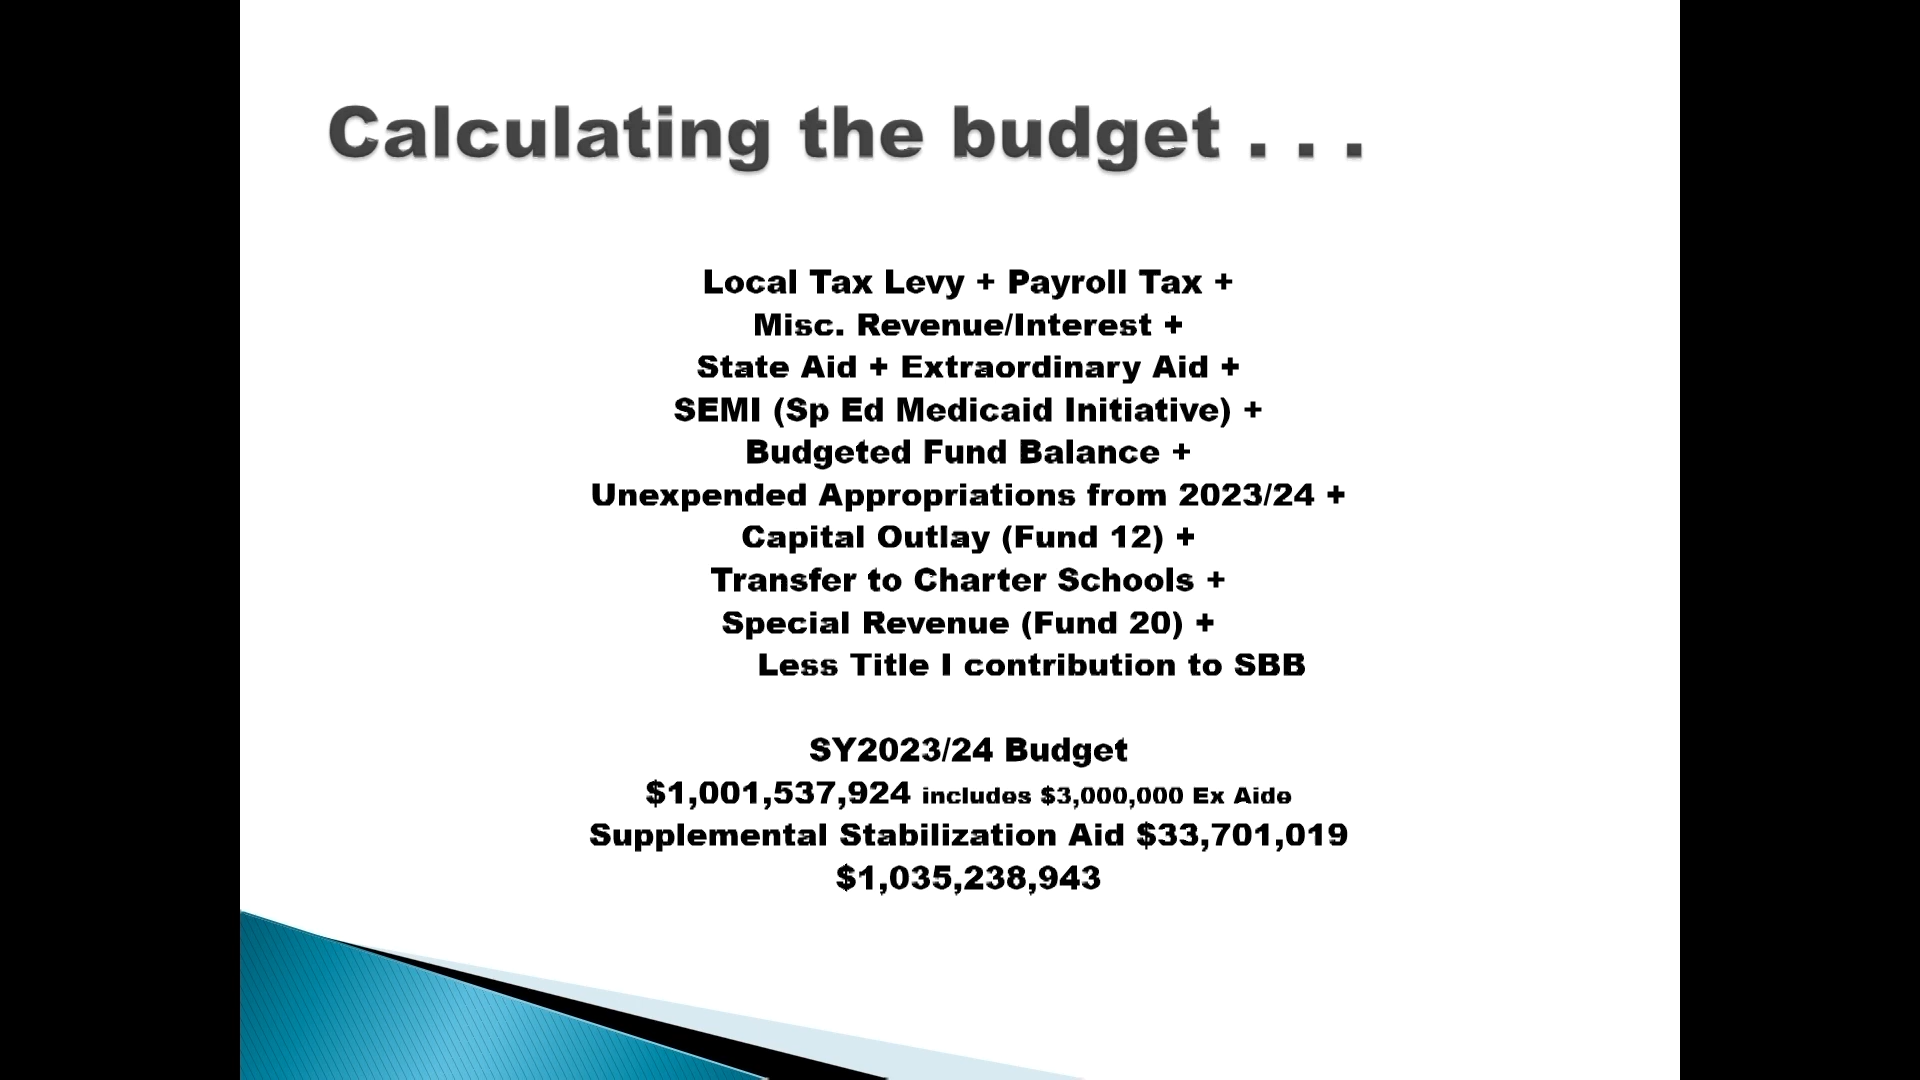 Calculating the budget . . .
Local Tax Levy + Payroll Tax +
Misc. Revenue/Interest +
State Aid + Extraordinary Aid +
SEMI (Sp Ed Medicaid Initiative) +
Budgeted Fund Balance +
Unexpended Appropriations from 2023/24 +
Capital Outlay (Fund 12) +
Transfer to Charter Schools +
Special Revenue (Fund 20) +
Less Title I contribution to SBB
SY2023/24 Budget
$1,001,537,924 includes $3,000,000 Ex Aide
Supplemental Stabilization Aid $33,701,019
$1,035,238,943